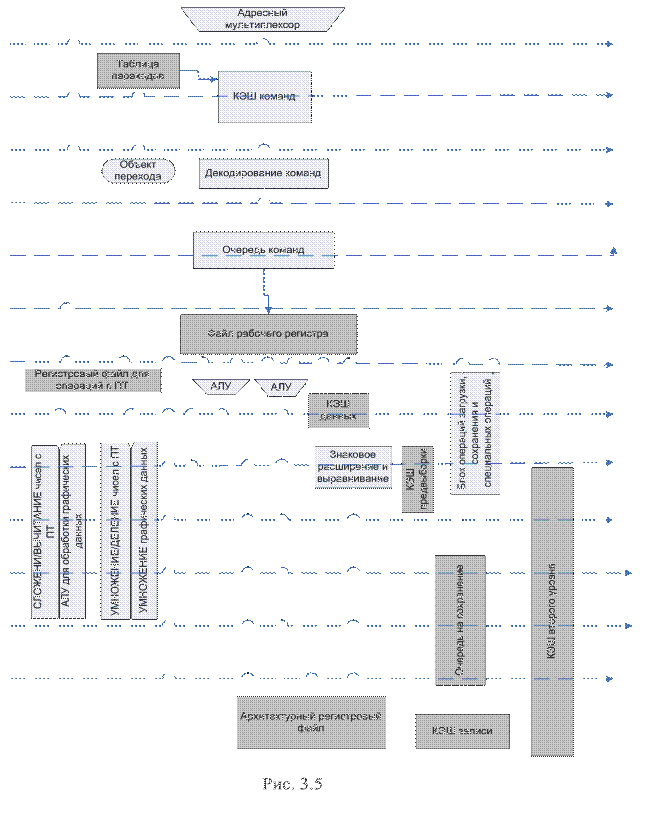 Адресный
мультиплексор
Таблица
переходов
КЭШ команд
Объект
перехода
Декодирование команд
Очередь команд
Файл рабочего регистра
Регистровый файл для
операций с ПТ
АЛУ
АЛУ
КЭШ
данных
Блок операций загрузки,
сохранения и
специальных операций
Знаковое
расширение и
выравнивание
КЭШ
предвыборки
СЛОЖЕНИ/ВЫЧИТАНИЕ чисел с
ПТ
АЛУ для обработки графических
данных
УМНОЖЕНИЕ/ДЕЛЕНИЕ чисел с ПТ
УМНОЖЕНИЕ графических данных
Очередь на сохранение
КЭШ второго уровня
Архитектурный регистровый
файл
КЭШ записи
Рис. 3.5